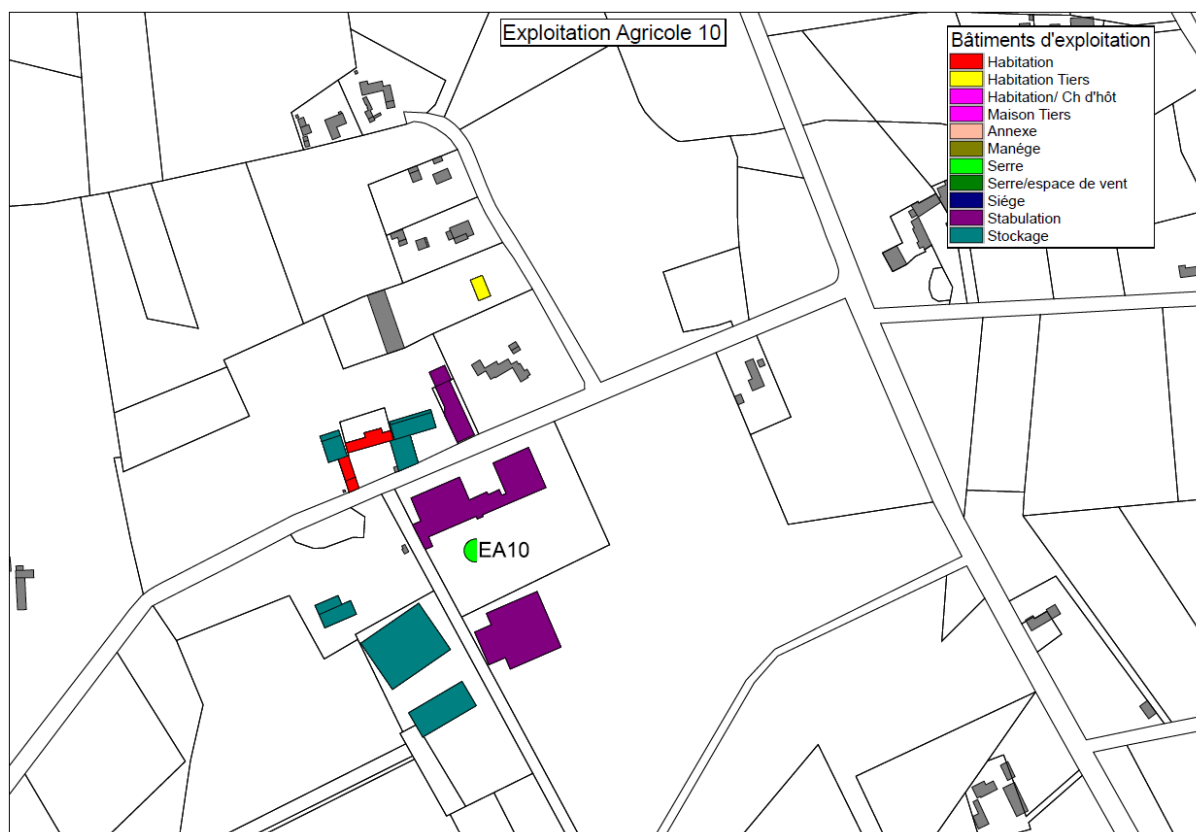 Exploitation Agricole 10
Bâtiments d'exploitation
Habitation
Habitation Tiers
Habitation/ Ch d'hôt
Maison Tiers
Annexe
Manége
Serre
Serre/espace de vent
Siége
Stabulation
Stockage
EA10